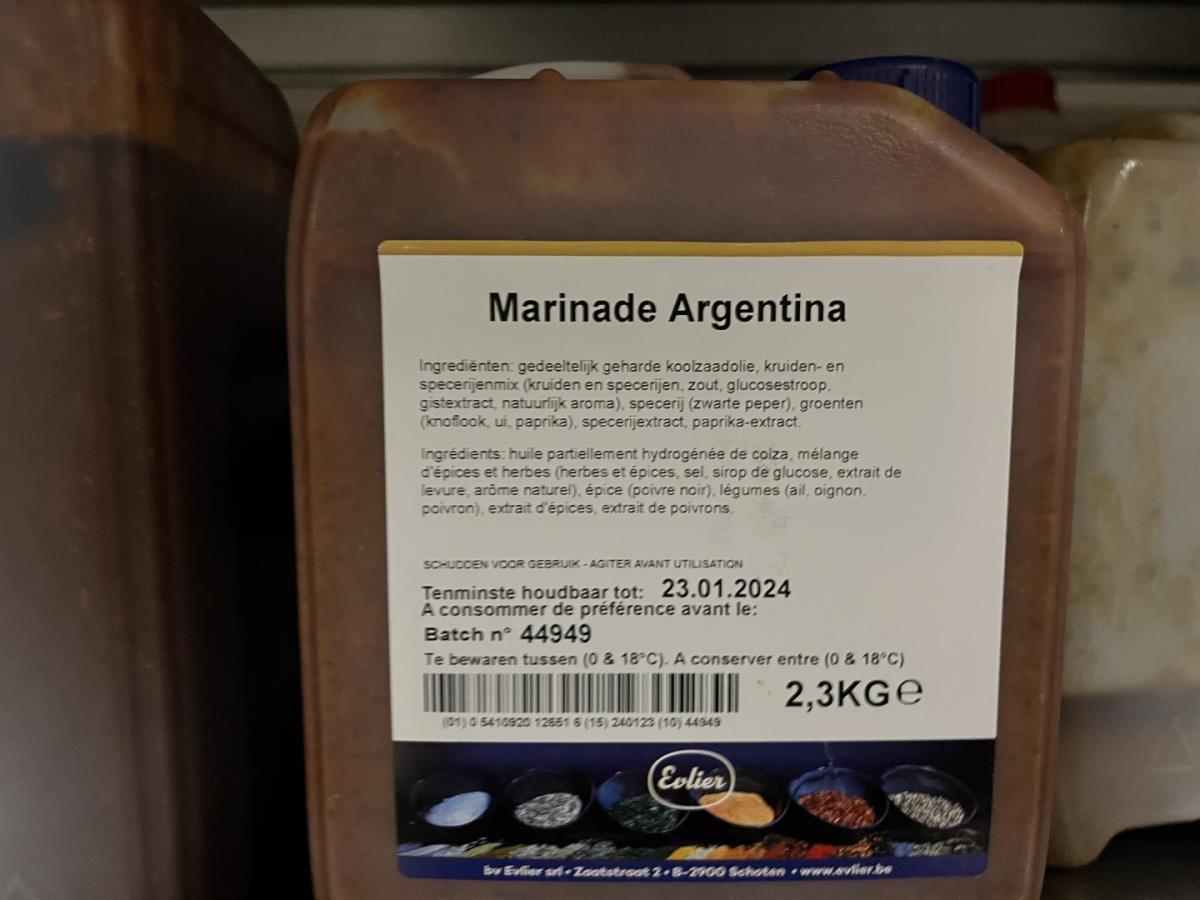 Marinade Argentina
Ingrediënten: gedeeltelijk geharde koolzaadolie, kruiden- en
specerijenmix (kruiden en specerijen, zout, glucosestroop,
gistextract, natuurlijk aroma), specerij (zwarte peper), groenten
(knoflook, ui, paprika), specerijextract, paprika-extract.
Ingrédients: huile partiellement hydrogénée de colza, mélange
d'épices et herbes (herbes et épices, sel, sirop de glucose, extrait de
levure, arôme naturel), épice (poivre noir), légumes (ail, oignon,
poivron), extrait d'épices, extrait de poivrons.
SCHUDDEN VOOR GEBRUIK - AGITER AVANT UTILISATION
Tenminste houdbaar tot: 23.01.2024
A consommer de préférence avant le:
Batch n° 44949
Te bewaren tussen (0 & 18°C). A conserver entre (0 & 18°C)
2,3KG℮
(01) 0 5410920 12651 6 (15) 240123 (10) 44949
Evlier
bv Evlier srl • Zaatstraat 2 • B-2900 Schoten • www.evlier.be